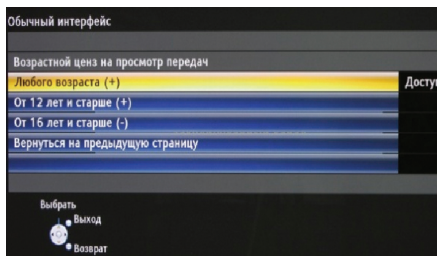 Обычный интерфейс
Возрастной ценз на просмотр передач
Любого возраста (+)
Досту
От 12 лет и старше (+)
От 16 лет и старше (-)
Вернуться на предыдущую страницу
Выбрать
Выход
Возврат